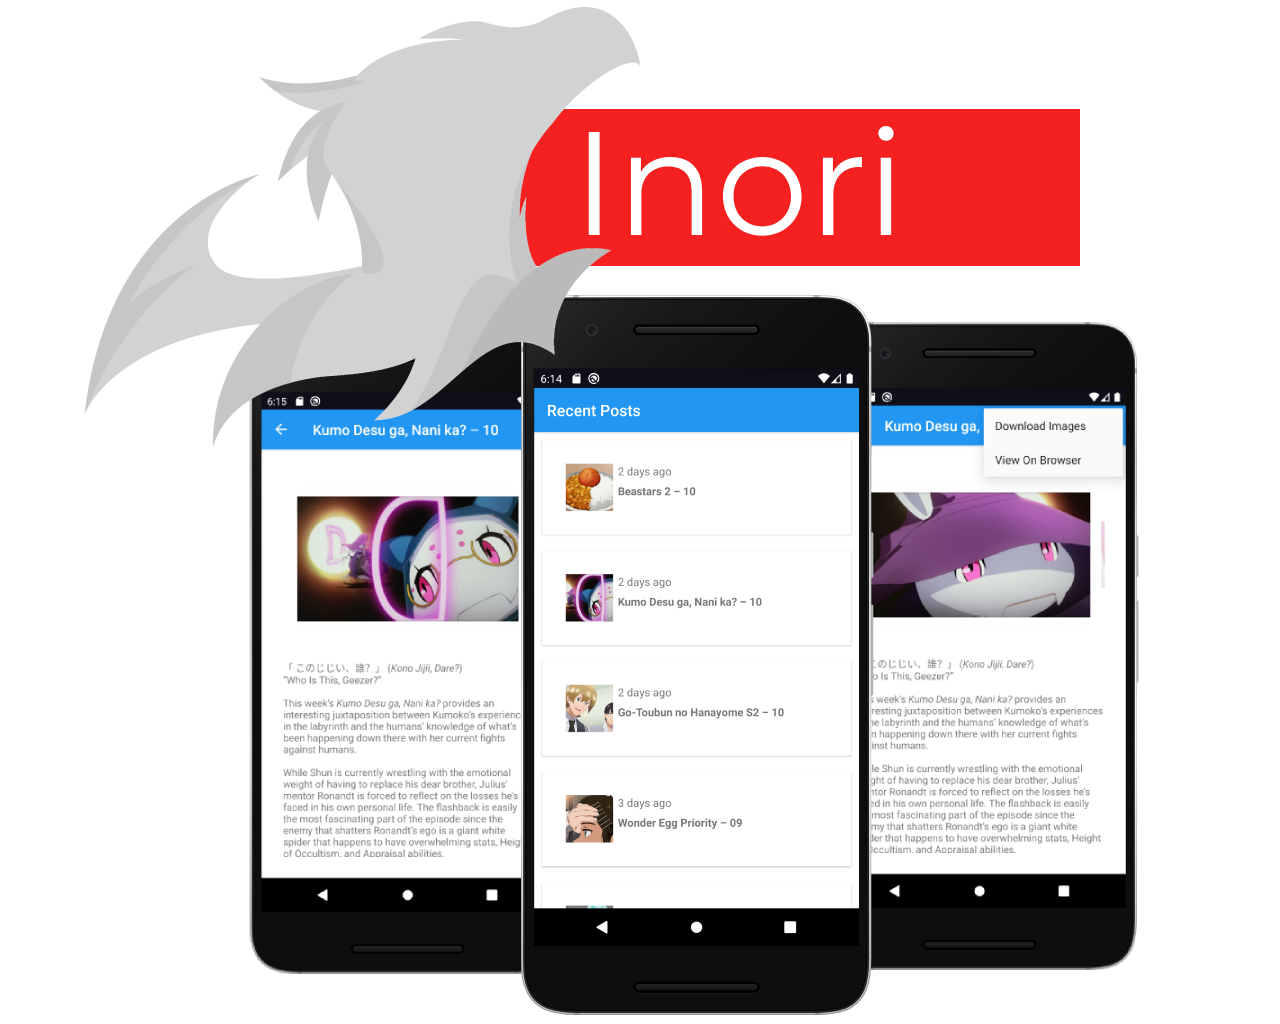 Inori
6:15
Kumo Desu ga, Nani ka? – 10
「このじじい、誰？」 (Kono Jijii, Dare?)
“Who Is This, Geezer?”
This week’s Kumo Desu ga, Nani ka? provides an
interesting juxtaposition between Kumoko’s experienc
in the labyrinth and the humans’ knowledge of what’s
been happening down there with her current fights
against humans.
While Shun is currently wrestling with the emotional
weight of having to replace his dear brother, Julius’
mentor Ronandt is forced to reflect on the losses he’s
faced in his own personal life. The flashback is easily
the most fascinating part of the episode since the
enemy that shatters Ronandt’s ego is a giant white
spider that happens to have overwhelming stats, Heig
of Occultism, and Appraisal abilities.
6:14
Recent Posts
2 days ago
Beastars 2 – 10
2 days ago
Kumo Desu ga, Nani ka? – 10
2 days ago
Go-Toubun no Hanayome S2 – 10
3 days ago
Wonder Egg Priority – 09
Kumo Desu ga,
Download Images
View On Browser
このじじい、誰？」 (Kono Jijii, Dare?)
o Is This, Geezer?”
s week’s Kumo Desu ga, Nani ka? provides an
resting juxtaposition between Kumoko’s experiences
he labyrinth and the humans’ knowledge of what’s
n happening down there with her current fights
inst humans.
le Shun is currently wrestling with the emotional
ght of having to replace his dear brother, Julius’
ntor Ronandt is forced to reflect on the losses he’s
ed in his own personal life. The flashback is easily
most fascinating part of the episode since the
my that shatters Ronandt’s ego is a giant white
der that happens to have overwhelming stats, Height
Occultism, and Appraisal abilities.